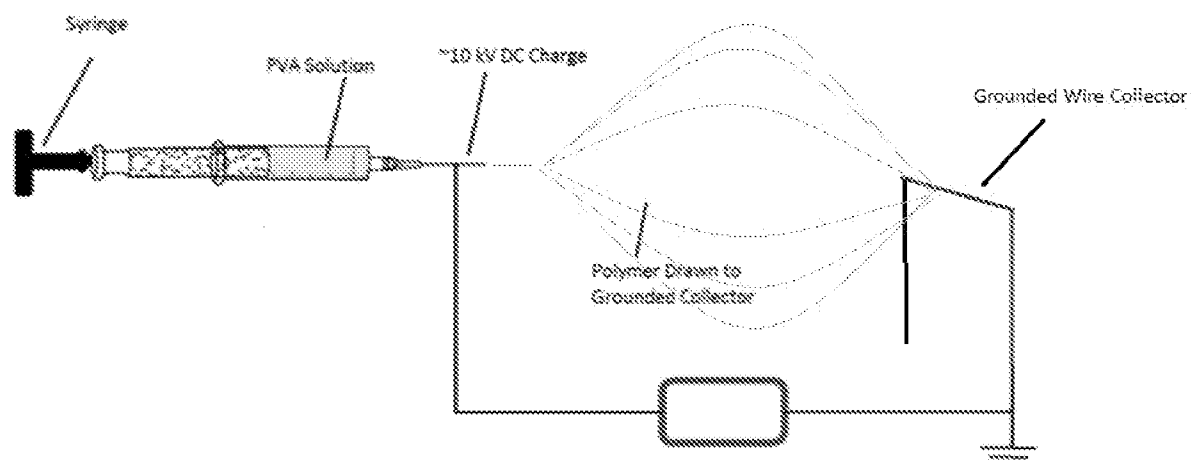 Syringe
PVA Solution
~10 kV DC Charge
Grounded Wire Collector
Polymer Drawn to
Grounded Collector